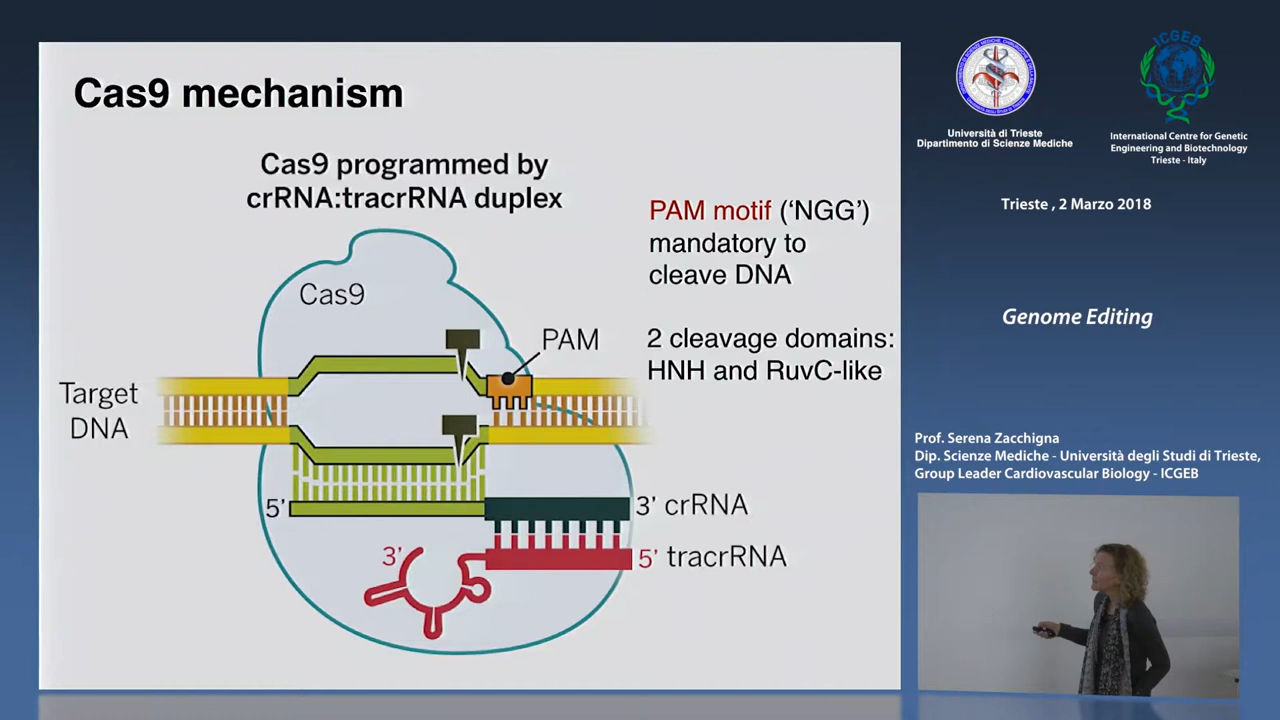 Cas9 mechanism
Cas9 programmed by
crRNA:tracrRNA duplex
Cas9
PAM
Target
DNA
5’
3’ crRNA
3’
5’ tracrRNA
PAM motif (‘NGG’)
mandatory to
cleave DNA
2 cleavage domains:
HNH and RuvC-like
ICGEB
Università di Trieste
Dipartimento di Scienze Mediche
International Centre for Genetic
Engineering and Biotechnology
Trieste - Italy
Trieste , 2 Marzo 2018
Genome Editing
Prof. Serena Zacchigna
Dip. Scienze Mediche - Università degli Studi di Trieste,
Group Leader Cardiovascular Biology - ICGEB